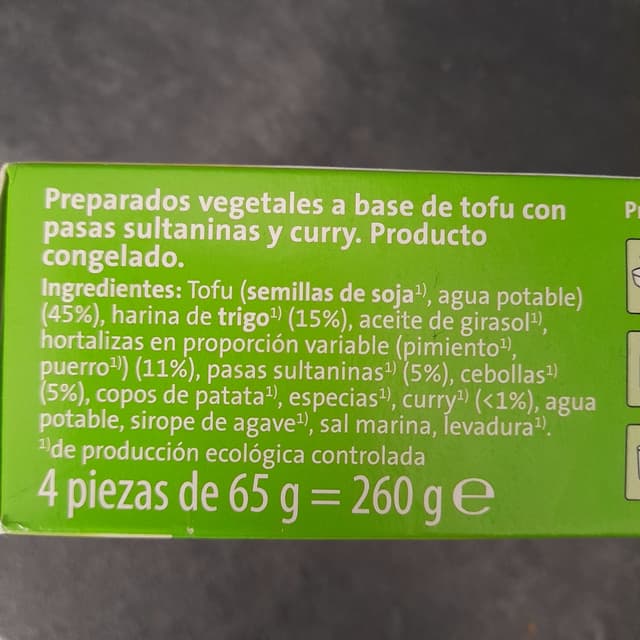 Preparados vegetales a base de tofu con
pasas sultaninas y curry. Producto
congelado.
Ingredientes: Tofu (semillas de soja¹⁾, agua potable)
(45%), harina de trigo¹⁾ (15%), aceite de girasol¹⁾,
hortalizas en proporción variable (pimiento¹⁾,
puerro¹⁾) (11%), pasas sultaninas¹⁾ (5%), cebollas¹⁾
(5%), copos de patata¹⁾, especias¹⁾, curry¹⁾ (<1%), agua
potable, sirope de agave¹⁾, sal marina, levadura¹⁾.
¹⁾de producción ecológica controlada
4 piezas de 65 g = 260 g ℮